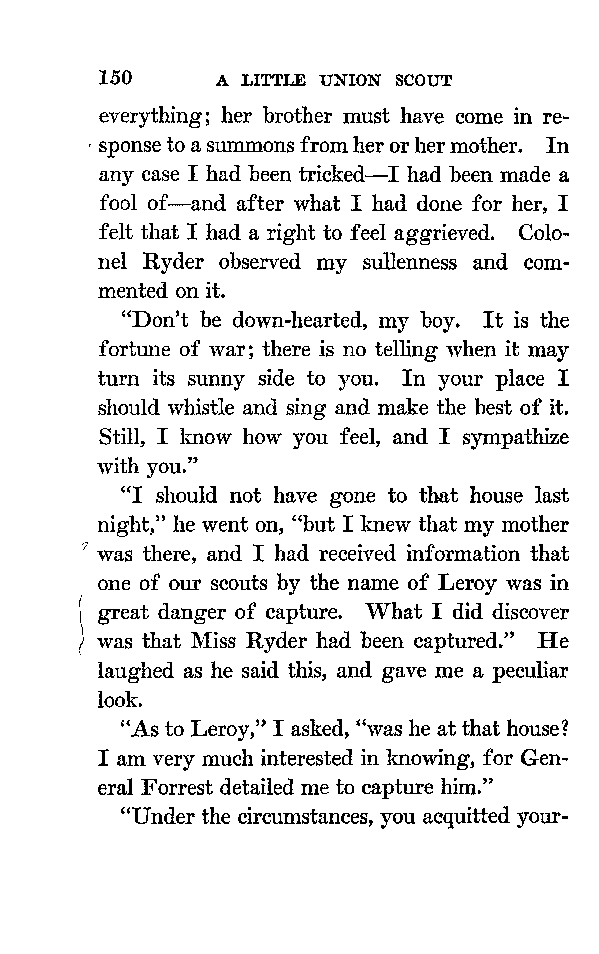 150 A LITTLE UNION SCOUT
everything; her brother must have come in re-
sponse to a summons from her or her mother. In
any case I had been tricked—I had been made a
fool of—and after what I had done for her, I
felt that I had a right to feel aggrieved. Colo-
nel Ryder observed my sullenness and com-
mented on it.
“Don’t be down-hearted, my boy. It is the
fortune of war; there is no telling when it may
turn its sunny side to you. In your place I
should whistle and sing and make the best of it.
Still, I know how you feel, and I sympathize
with you.”
“I should not have gone to that house last
night,” he went on, “but I knew that my mother
was there, and I had received information that
one of our scouts by the name of Leroy was in
great danger of capture. What I did discover
was that Miss Ryder had been captured.” He
laughed as he said this, and gave me a peculiar
look.
“As to Leroy,” I asked, “was he at that house?
I am very much interested in knowing, for Gen-
eral Forrest detailed me to capture him.”
“Under the circumstances, you acquitted your-